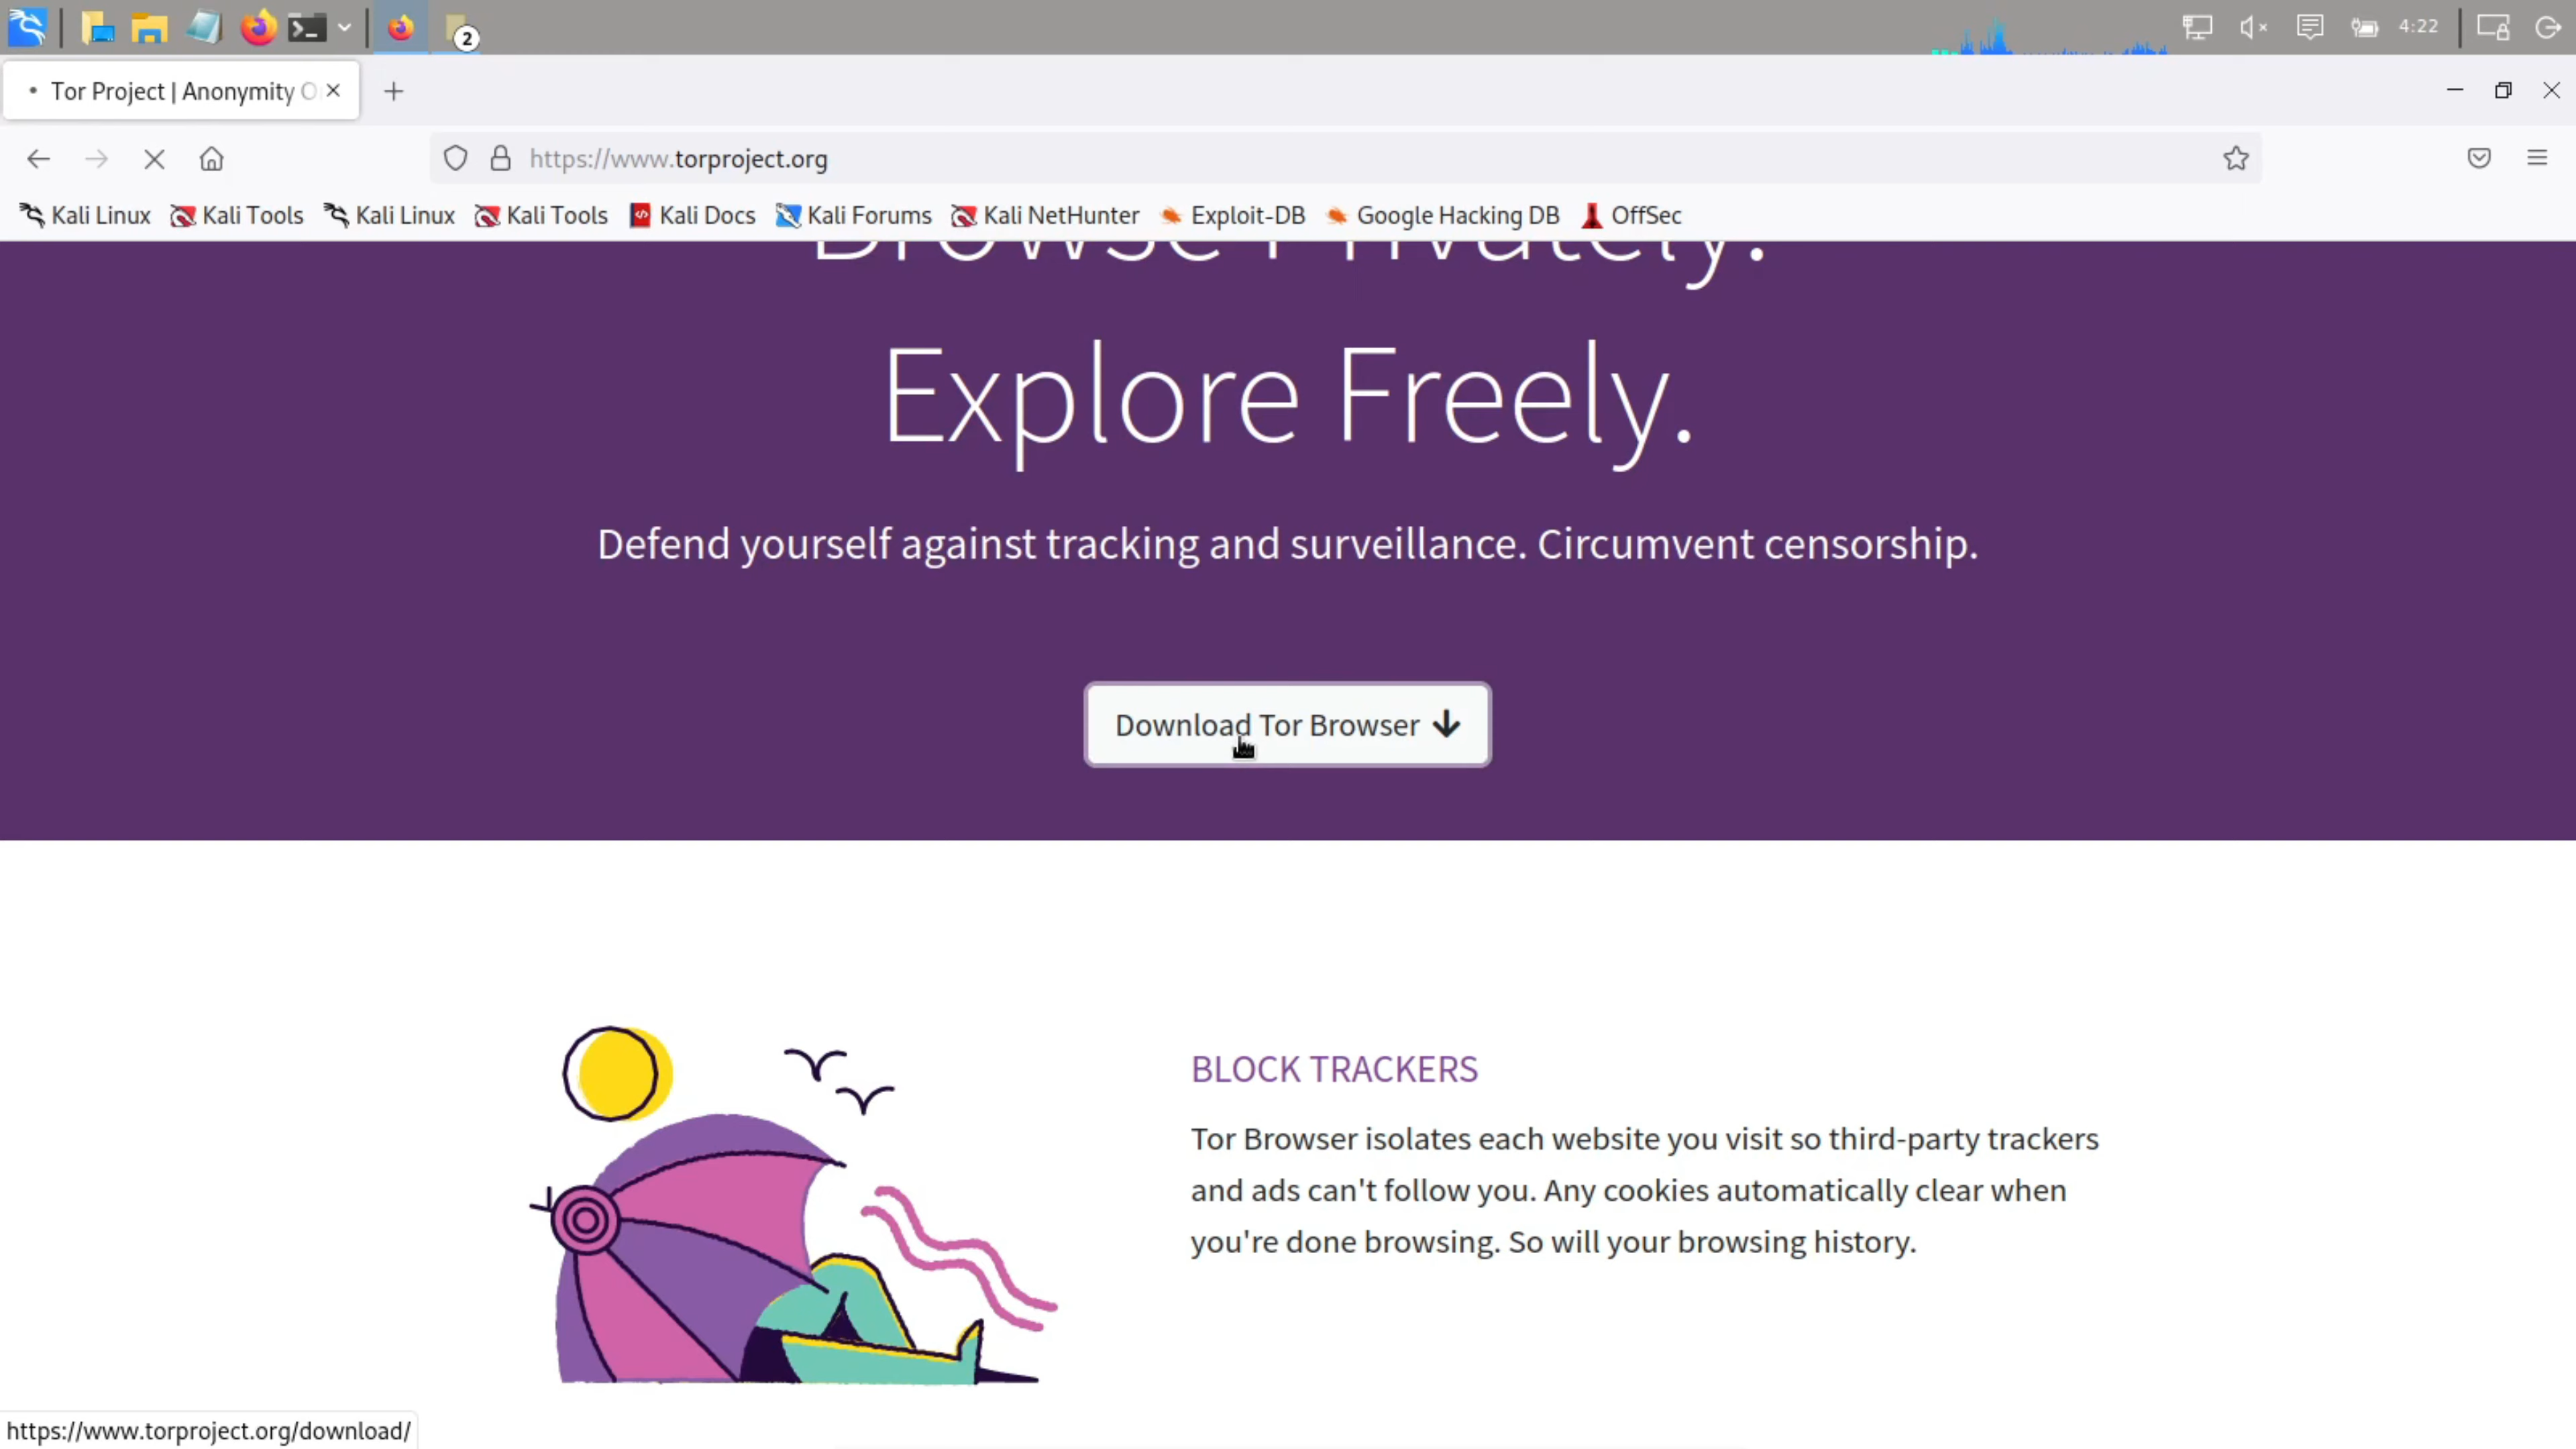 2
4:22
Tor Project | Anonymity O
https://www.torproject.org
Kali Linux
Kali Tools
Kali Linux
Kali Tools
Kali Docs
Kali Forums
Kali NetHunter
Exploit-DB
Google Hacking DB
OffSec
Browse Privately.
Explore Freely.
Defend yourself against tracking and surveillance. Circumvent censorship.
Download Tor Browser
BLOCK TRACKERS
Tor Browser isolates each website you visit so third-party trackers
and ads can't follow you. Any cookies automatically clear when
you're done browsing. So will your browsing history.
https://www.torproject.org/download/